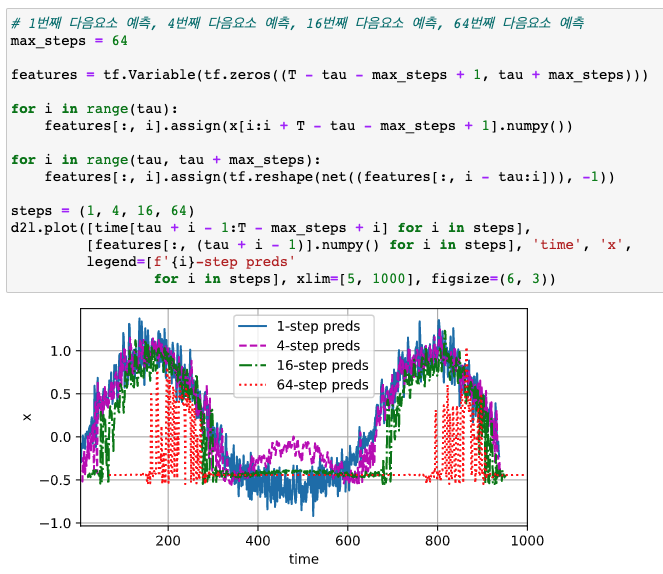 # 1번째 다음요소 예측, 4번째 다음요소 예측, 16번째 다음요소 예측, 64번째 다음요소 예측
max_steps = 64
features = tf.Variable(tf.zeros((T - tau - max_steps + 1, tau + max_steps)))
for i in range(tau):
    features[:, i].assign(x[i:i + T - tau - max_steps + 1].numpy())
for i in range(tau, tau + max_steps):
    features[:, i].assign(tf.reshape(net((features[:, i - tau:i])), -1))
steps = (1, 4, 16, 64)
d2l.plot([time[tau + i - 1:T - max_steps + i] for i in steps],
         [features[:, (tau + i - 1)].numpy() for i in steps], 'time', 'x',
         legend=[f'{i}-step preds'
                 for i in steps], xlim=[5, 1000], figsize=(6, 3))
1-step preds
4-step preds
16-step preds
64-step preds
1.0
0.5
0.0
−0.5
−1.0
x
200 400 600 800 1000
time